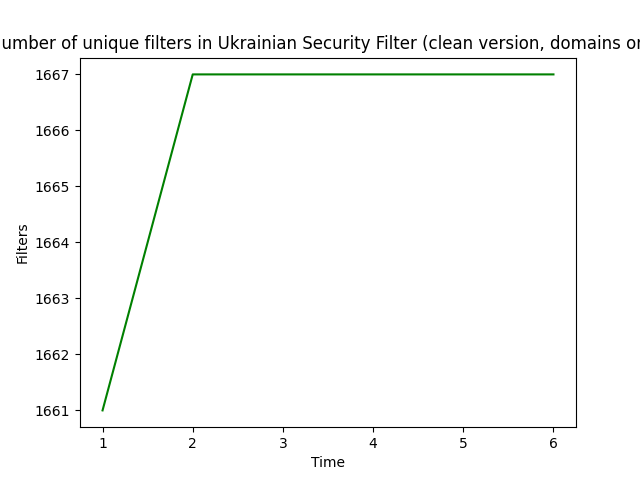 umber of unique filters in Ukrainian Security Filter (clean version, domains or
1667
1666
1665
1664
1663
1662
1661
Filters
1 2 3 4 5 6
Time